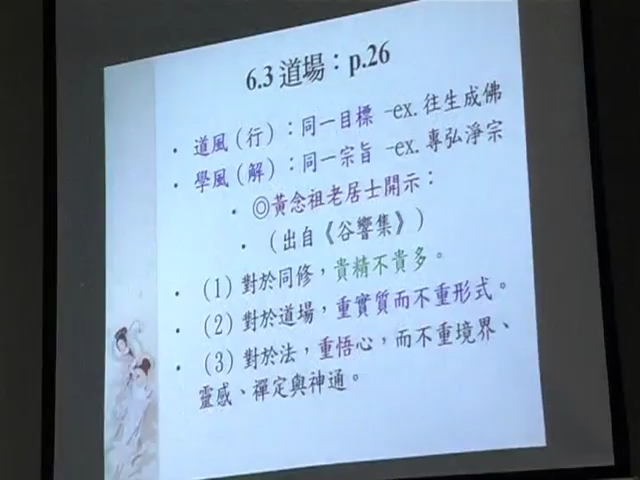 6.3 道場：p.26
・道風（行）：同一目標 -ex. 往生成佛
・學風（解）：同一宗旨 -ex. 專弘淨宗
・◎黃念祖老居士開示：
・（出自《谷響集》）
・（1）對於同修，貴精不貴多。
・（2）對於道場，重實質而不重形式。
・（3）對於法，重悟心，而不重境界、
靈感、禪定與神通。